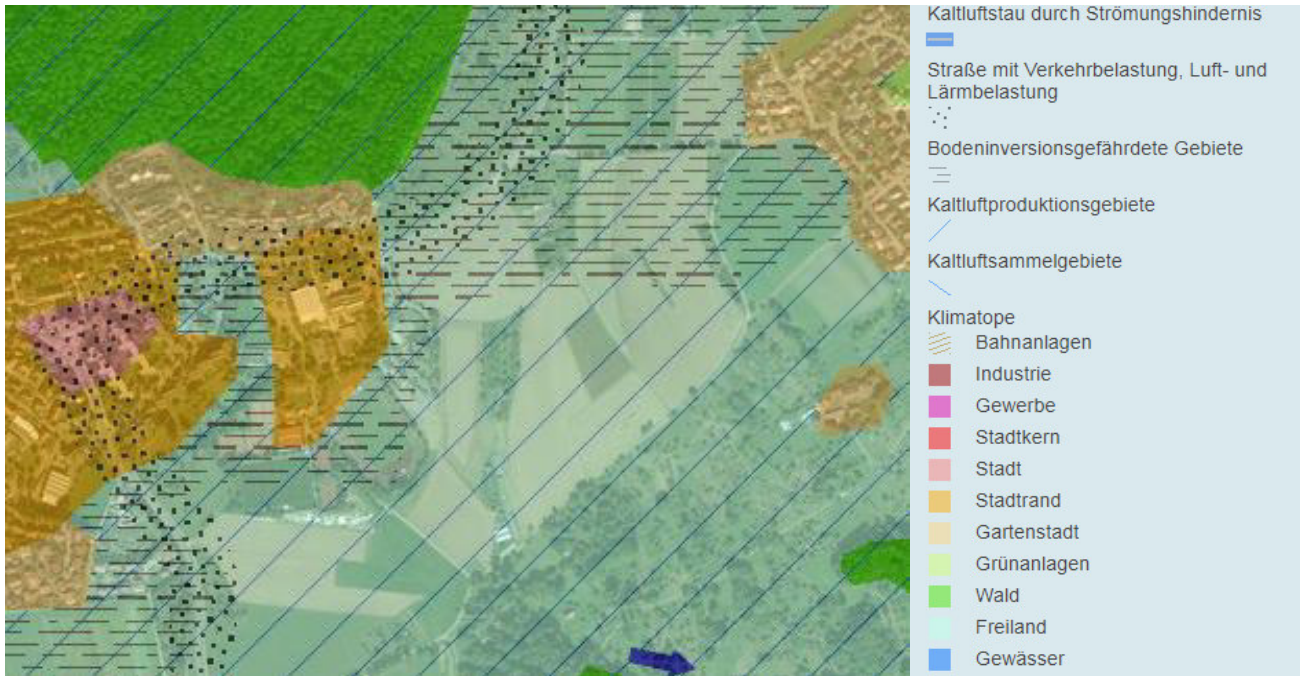 Kaltluftstau durch Strömungshindernis
Straße mit Verkehrbelastung, Luft- und
Lärmbelastung
Bodeninversionsgefährdete Gebiete
Kaltluftproduktionsgebiete
Kaltluftsammelgebiete
Klimatope
Bahnanlagen
Industrie
Gewerbe
Stadtkern
Stadt
Stadtrand
Gartenstadt
Grünanlagen
Wald
Freiland
Gewässer